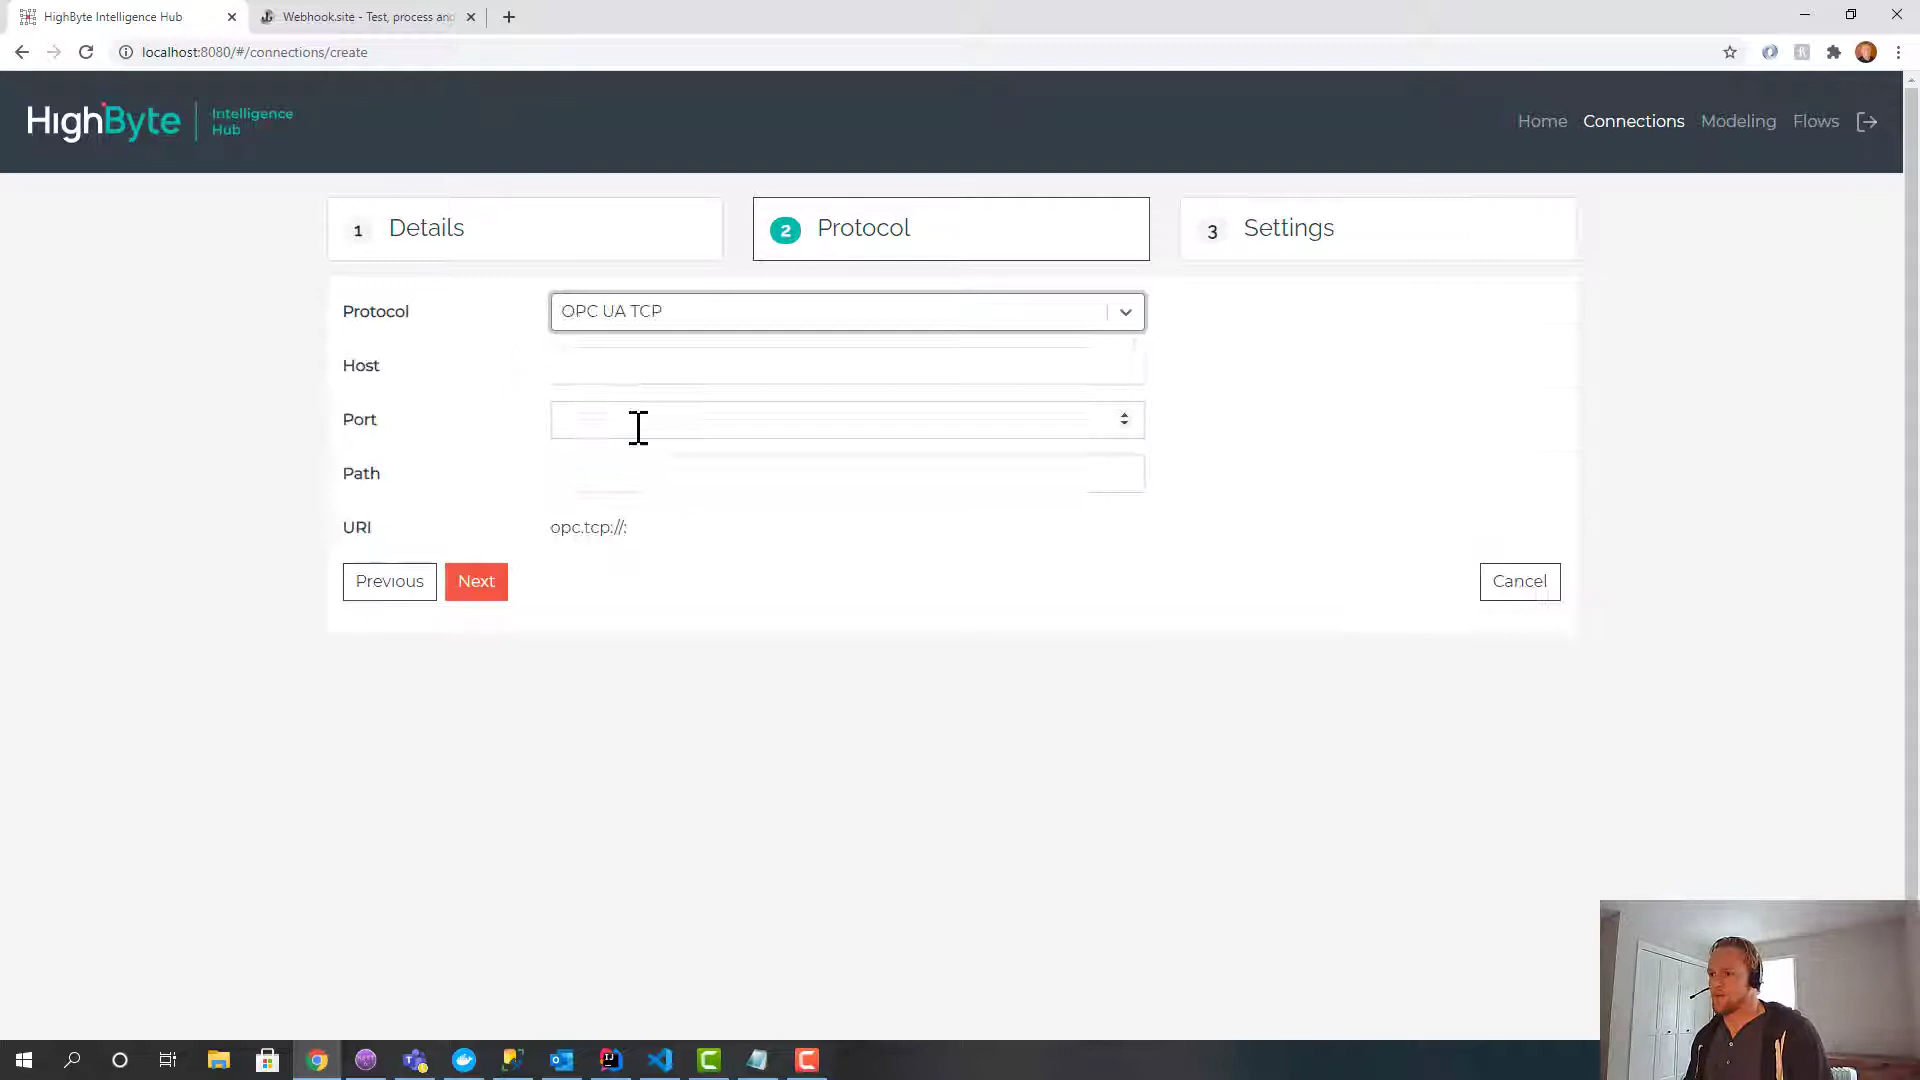 HighByte Intelligence Hub
Webhook.site - Test, process and
localhost:8080/#/connections/create
HighByte
Intelligence
Hub
Home Connections Modeling Flows
1 Details
2 Protocol
3 Settings
Protocol OPC UA TCP
Host
Port
Path
URI opc.tcp://:
Previous Next Cancel